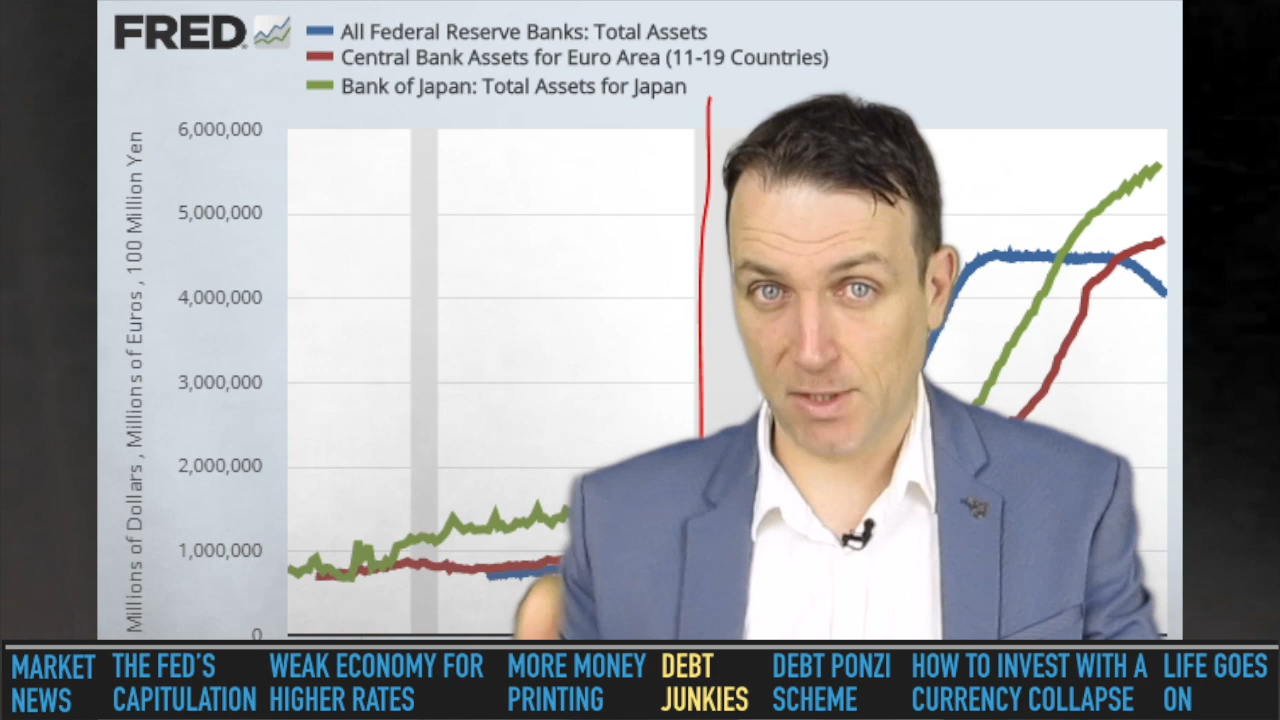 FRED
All Federal Reserve Banks: Total Assets
Central Bank Assets for Euro Area (11-19 Countries)
Bank of Japan: Total Assets for Japan
Millions of Dollars , Millions of Euros , 100 Million Yen
6,000,000
5,000,000
4,000,000
3,000,000
2,000,000
1,000,000
0
MARKET
NEWS
THE FED'S
CAPITULATION
WEAK ECONOMY FOR
HIGHER RATES
MORE MONEY
PRINTING
DEBT
JUNKIES
DEBT PONZI
SCHEME
HOW TO INVEST WITH A
CURRENCY COLLAPSE
LIFE GOES
ON